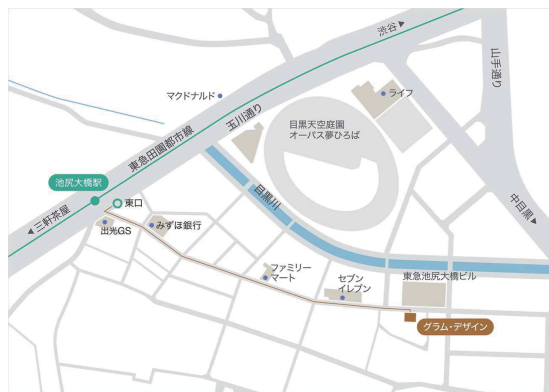 渋谷▶
山手通り
ライフ
マクドナルド
玉川通り
目黒天空庭園
オーパス夢ひろば
東急田園都市線
池尻大橋駅
東口
目黒川
中目黒▶
◀三軒茶屋
出光GS
みずほ銀行
ファミリー
マート
セブン
イレブン
東急池尻大橋ビル
グラム・デザイン